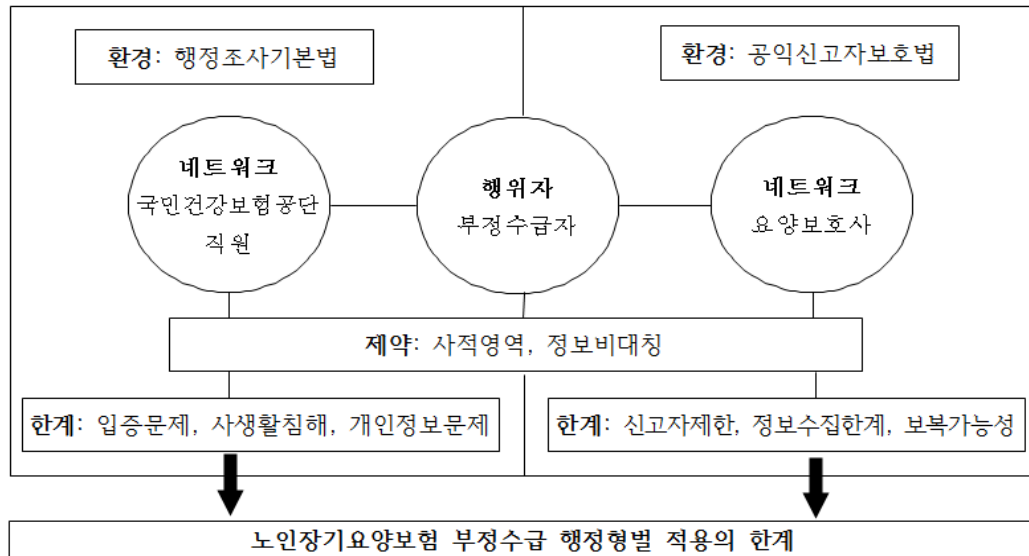 환경: 행정조사기본법
환경: 공익신고자보호법
네트워크
국민건강보험공단
직원
행위자
부정수급자
네트워크
요양보호사
제약: 사적영역, 정보비대칭
한계: 입증문제, 사생활침해, 개인정보문제
한계: 신고자제한, 정보수집한계, 보복가능성
노인장기요양보험 부정수급 행정형벌 적용의 한계